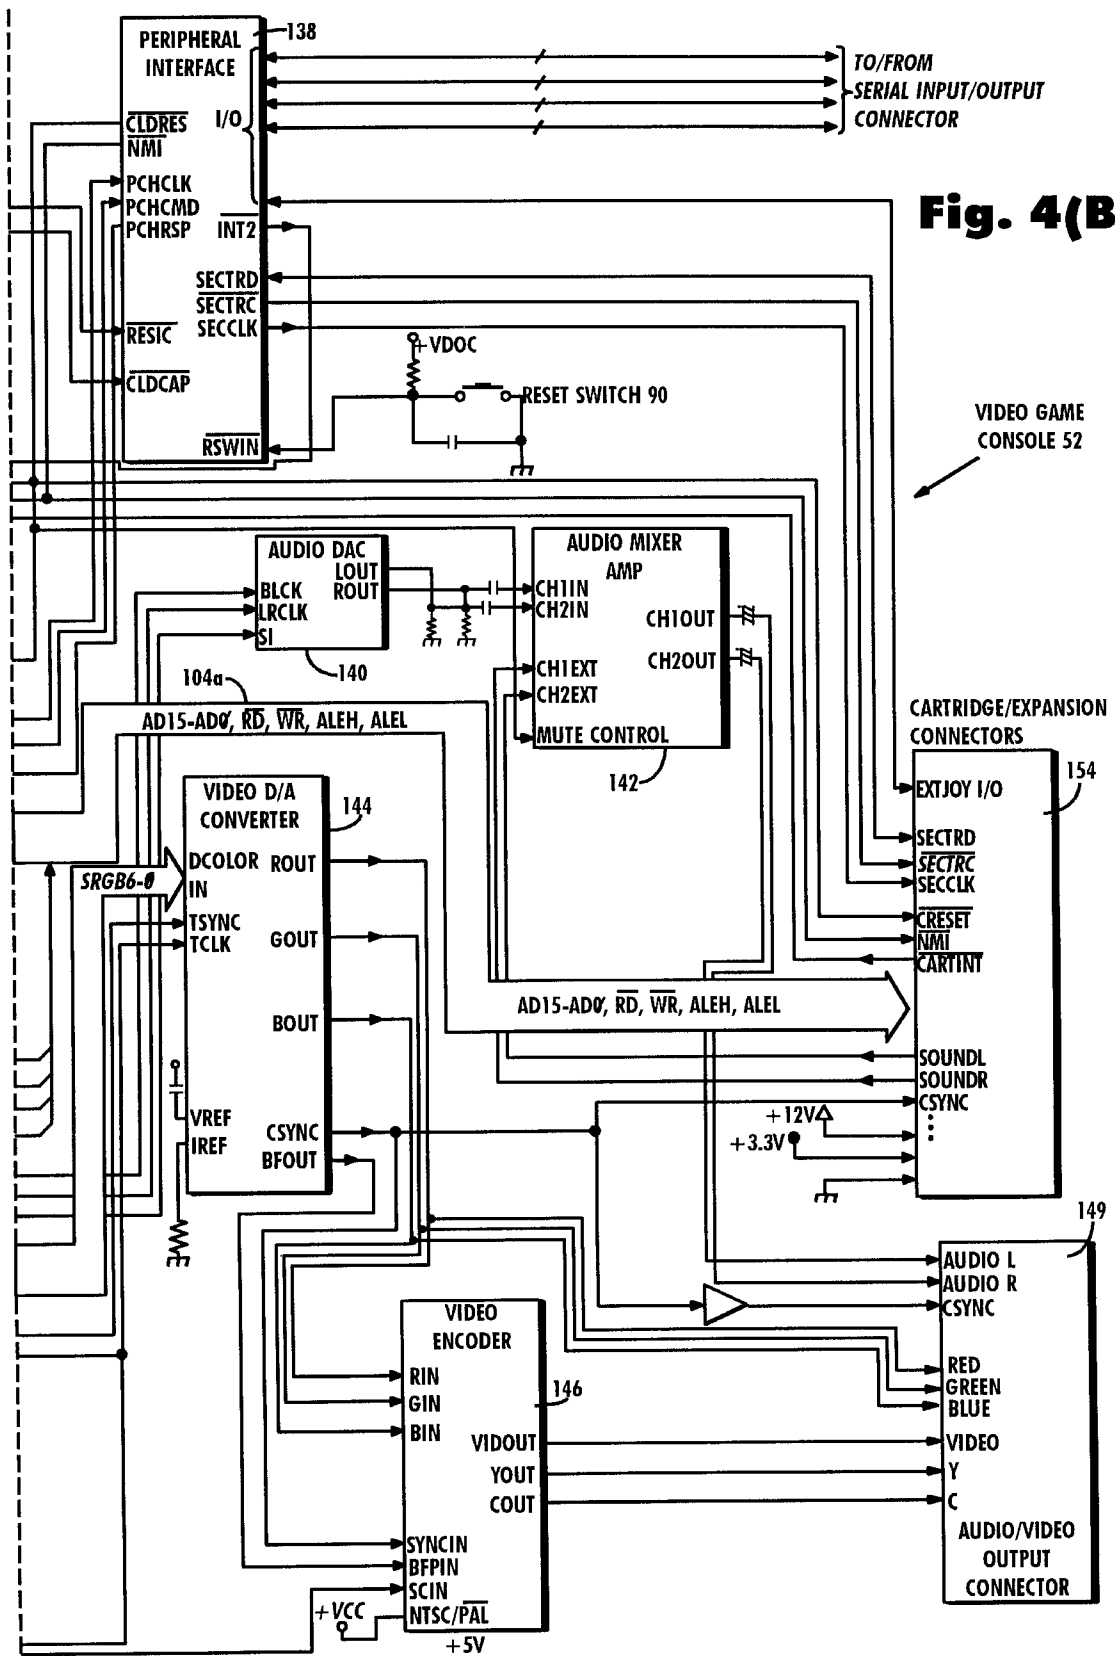 138
PERIPHERAL
INTERFACE
I/O
CLDRES
NMI
PCHCLK
PCHCMD
PCHRSP
INT2
SECTRD
SECTRC
SECCLK
RESIC
CLDCAP
RSWIN
TO/FROM
SERIAL INPUT/OUTPUT
CONNECTOR
Fig. 4(B
+VDOC
RESET SWITCH 90
VIDEO GAME
CONSOLE 52
AUDIO DAC
LOUT
ROUT
BLCK
LRCLK
SI
140
AUDIO MIXER
AMP
CH1IN
CH2IN
CH1OUT
CH2OUT
CH1EXT
CH2EXT
MUTE CONTROL
142
104a
AD15-AD0, RD, WR, ALEH, ALEL
CARTRIDGE/EXPANSION
CONNECTORS
154
EXTJOY I/O
SECTRD
SECTRC
SECCLK
CRESET
NMI
CARTINT
SOUNDL
SOUNDR
CSYNC
+12V
+3.3V
VIDEO D/A
CONVERTER
144
DCOLOR
IN
ROUT
SRGB6-0
TSYNC
TCLK
GOUT
BOUT
VREF
IREF
CSYNC
BFOUT
AD15-AD0, RD, WR, ALEH, ALEL
149
AUDIO L
AUDIO R
CSYNC
RED
GREEN
BLUE
VIDEO
Y
C
AUDIO/VIDEO
OUTPUT
CONNECTOR
VIDEO
ENCODER
146
RIN
GIN
BIN
VIDOUT
YOUT
COUT
SYNCIN
BFPIN
SCIN
NTSC/PAL
+VCC
+5V